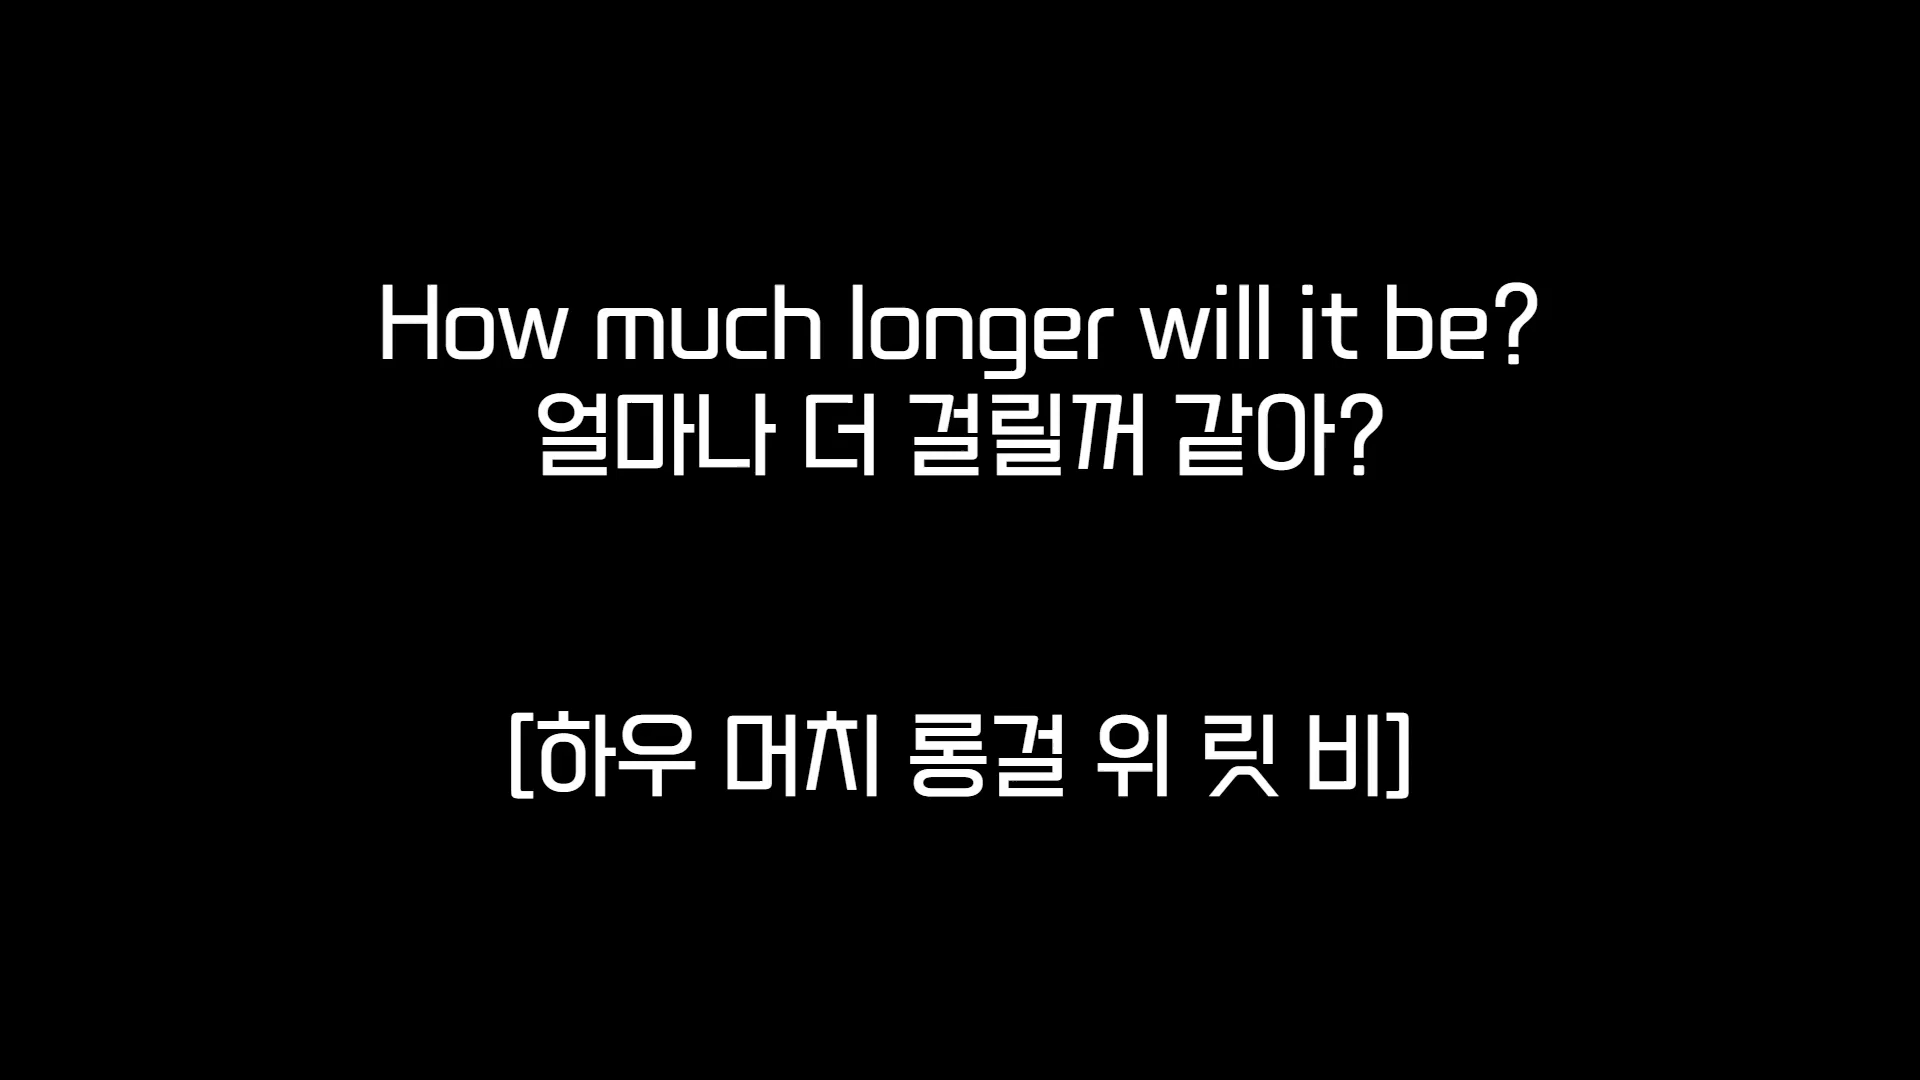 How much longer will it be?
얼마나 더 걸릴꺼 같아?
[하우 머치 롱걸 위 릿 비]